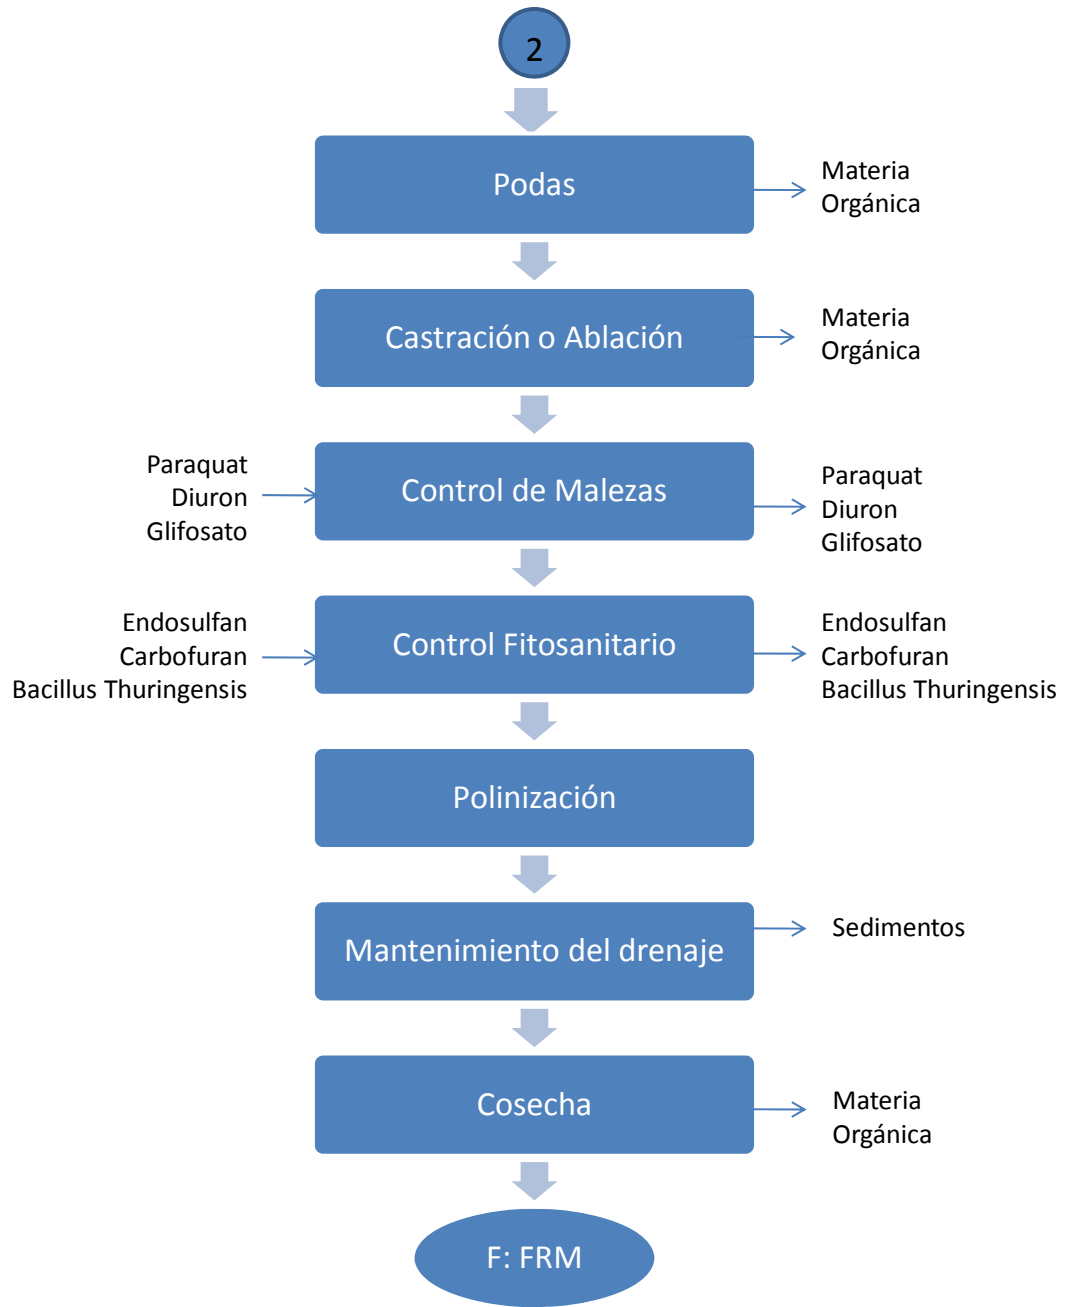 2
Podas
Materia
Orgánica
Castración o Ablación
Materia
Orgánica
Paraquat
Diuron
Glifosato
Control de Malezas
Paraquat
Diuron
Glifosato
Endosulfan
Carbofuran
Bacillus Thuringensis
Control Fitosanitario
Endosulfan
Carbofuran
Bacillus Thuringensis
Polinización
Mantenimiento del drenaje
Sedimentos
Cosecha
Materia
Orgánica
F: FRM